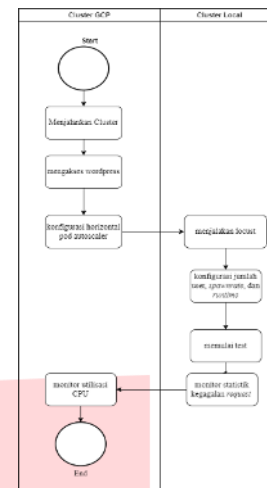 Cluster GCP
Cluster Local
Start
Menjalankan Cluster
mengakses wordpress
konfigurasi horizontal
pod autoscaler
menjalakan locust
konfigurasi jumlah
user, spawnrate, dan
runtime
memulai test
monitor statistik
kegagalan request
monitor utilisasi
CPU
End